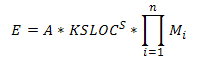 E = A * KSLOC^S * ∏_{i=1}^{n} M_i